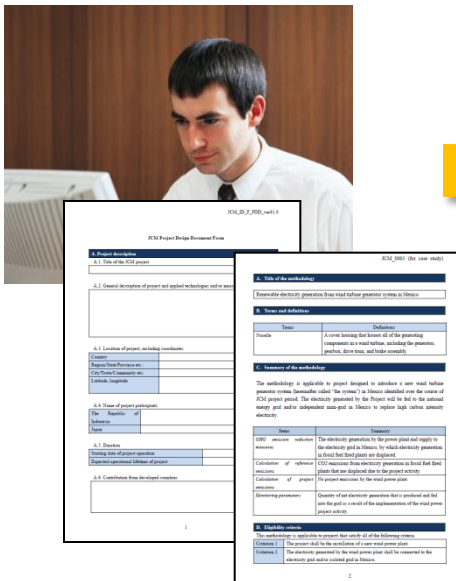 JCM_ID_F_PDD_ver01.0
JCM Project Design Document Form
A. Project description
A.1. Title of the JCM project
A.2. General description of project and applied technologies and/or
A.3. Location of project, including coordinates
Country
Region/State/Province etc.:
City/Town/Community etc:
Latitude, longitude
A.4. Name of project participants
The Republic of
Indonesia
Japan
A.5. Duration
Starting date of project operation
Expected operational lifetime of project
A.6. Contribution from developed countries
1
JCM_0001 (for case study)
A. Title of the methodology
Renewable electricity generation from wind turbine generator system in Mexico
B. Terms and definitions
Terms Definitions
Nacelle A cover housing that houses all of the generating
components in a wind turbine, including the generator,
gearbox, drive train, and brake assembly.
C. Summary of the methodology
The methodology is applicable to project designed to introduce a new wind turbine
generator system (hereinafter called "the system") in Mexico identified over the course of
JCM project period. The electricity generated by the Project will be fed to the national
energy grid and/or independent mini-grid in Mexico to replace high carbon intensity
electricity.
Items Summary
GHG emission reduction The electricity generation by the power plant and supply to
measures the electricity grid in Mexico, by which electricity generation
in fossil fuel fired plants are displaced.
Calculation of reference CO2 emissions from electricity generation in fossil fuel fired
emissions plants that are displaced due to the project activity.
Calculation of project No project emissions by the wind power plant.
emissions
Monitoring parameters Quantity of net electricity generation that is produced and fed
into the grid as a result of the implementation of the wind power
project activity.
D. Eligibility criteria
This methodology is applicable to projects that satisfy all of the following criteria.
Criterion 1 The project shall be the installation of a new wind power plant.
Criterion 2 The electricity generated by the wind power plant shall be connected to the
electricity grid and/or isolated grid in Mexico.
2